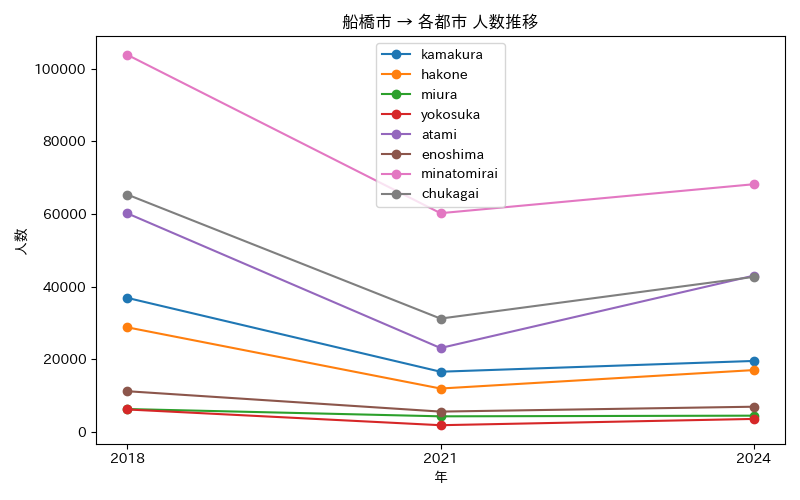 船橋市 → 各都市 人数推移
kamakura
hakone
miura
yokosuka
atami
enoshima
minatomirai
chukagai
100000
80000
60000
40000
20000
0
人数
2018
2021
2024
年